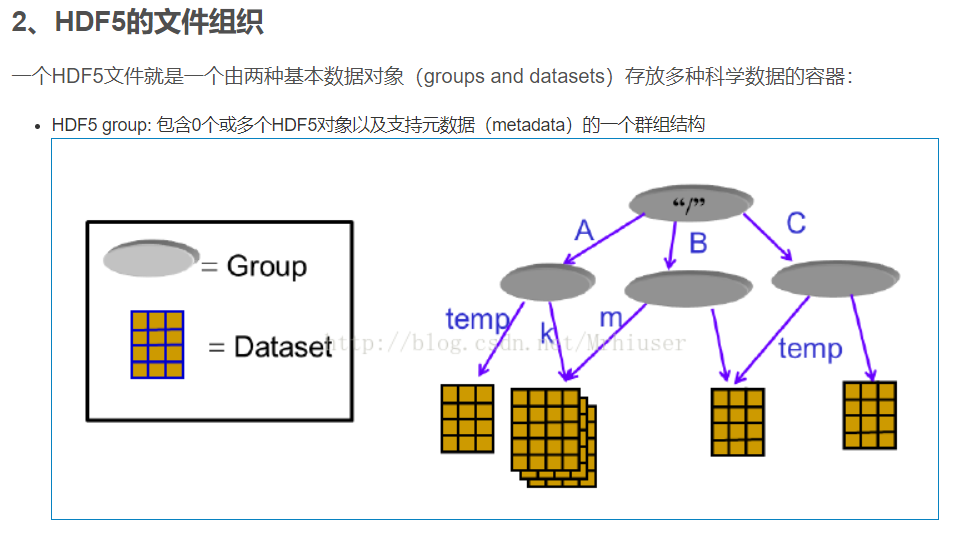 2、HDF5的文件组织
一个HDF5文件就是一个由两种基本数据对象（groups and datasets）存放多种科学数据的容器：
• HDF5 group: 包含0个或多个HDF5对象以及支持元数据（metadata）的一个群组结构
“/”
A
B
C
= Group
temp
k
m
= Dataset
http://blog.csdn.net/Mrhiuser
temp